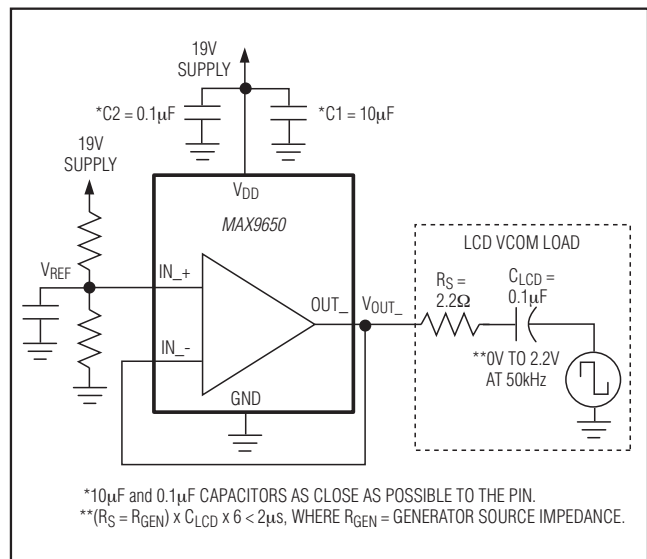 19V
SUPPLY
*C2 = 0.1μF
*C1 = 10μF
19V
SUPPLY
VDD
MAX9650
LCD VCOM LOAD
VREF
IN_+
OUT_
VOUT_
RS =
2.2Ω
CLCD =
0.1μF
IN_-
**0V TO 2.2V
AT 50kHz
GND
*10μF and 0.1μF CAPACITORS AS CLOSE AS POSSIBLE TO THE PIN.
**(RS = RGEN) x CLCD x 6 < 2μs, WHERE RGEN = GENERATOR SOURCE IMPEDANCE.